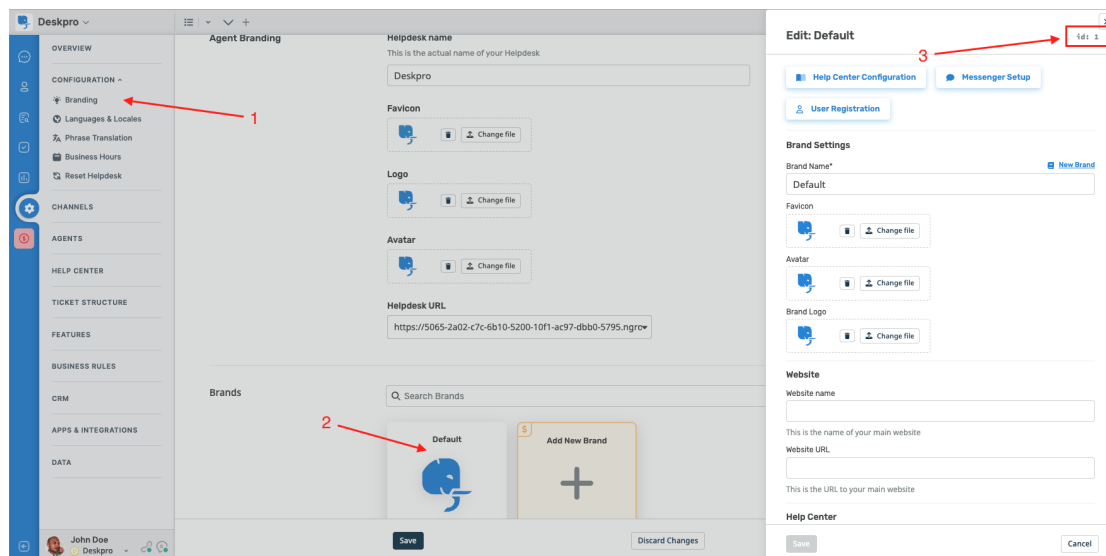 Deskpro
OVERVIEW
CONFIGURATION
Branding
Languages & Locales
Phrase Translation
Business Hours
Reset Helpdesk
CHANNELS
AGENTS
HELP CENTER
TICKET STRUCTURE
FEATURES
BUSINESS RULES
CRM
APPS & INTEGRATIONS
DATA
John Doe
Deskpro
1
Agent Branding
Helpdesk name
This is the actual name of your Helpdesk
Deskpro
Favicon
Change file
Logo
Change file
Avatar
Change file
Helpdesk URL
https://5065-2a02-c7c-6b10-5200-10f1-ac97-dbb0-5795.ngro
Brands
Search Brands
2
Default
$
Add New Brand
Save
Discard Changes
Edit: Default
3
id: 1
Help Center Configuration
Messenger Setup
User Registration
Brand Settings
Brand Name*
New Brand
Default
Favicon
Change file
Avatar
Change file
Brand Logo
Change file
Website
Website name
This is the name of your main website
Website URL
This is the URL to your main website
Help Center
Save
Cancel